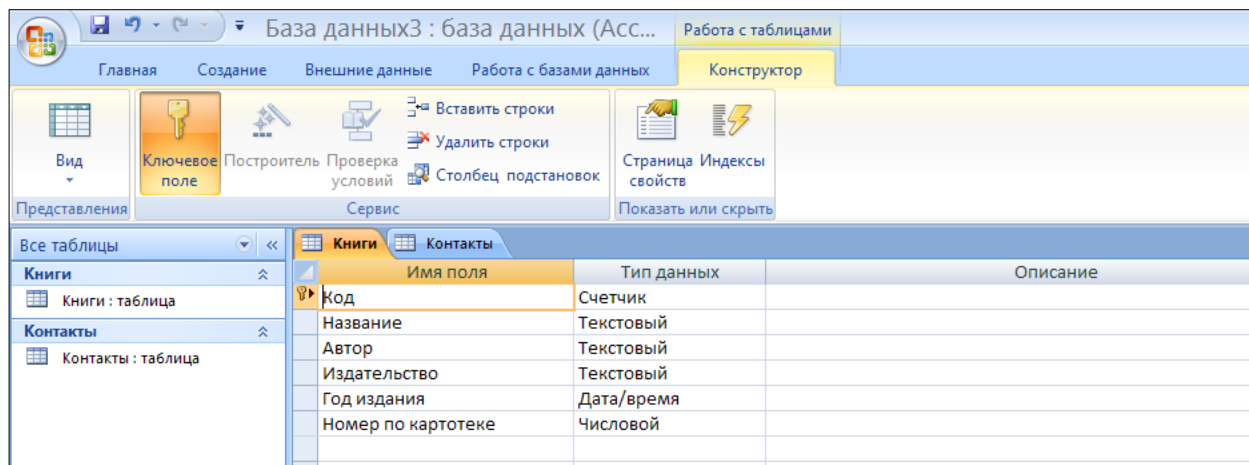 База данных3 : база данных (Acc...
Работа с таблицами
Главная Создание Внешние данные Работа с базами данных Конструктор
Вид
Ключевое поле
Построитель
Проверка условий
Вставить строки
Удалить строки
Столбец подстановок
Страница свойств
Индексы
Представления Сервис Показать или скрыть
Все таблицы
Книги
Книги : таблица
Контакты
Контакты : таблица
Книги Контакты
Имя поля Тип данных Описание
Код Счетчик
Название Текстовый
Автор Текстовый
Издательство Текстовый
Год издания Дата/время
Номер по картотеке Числовой